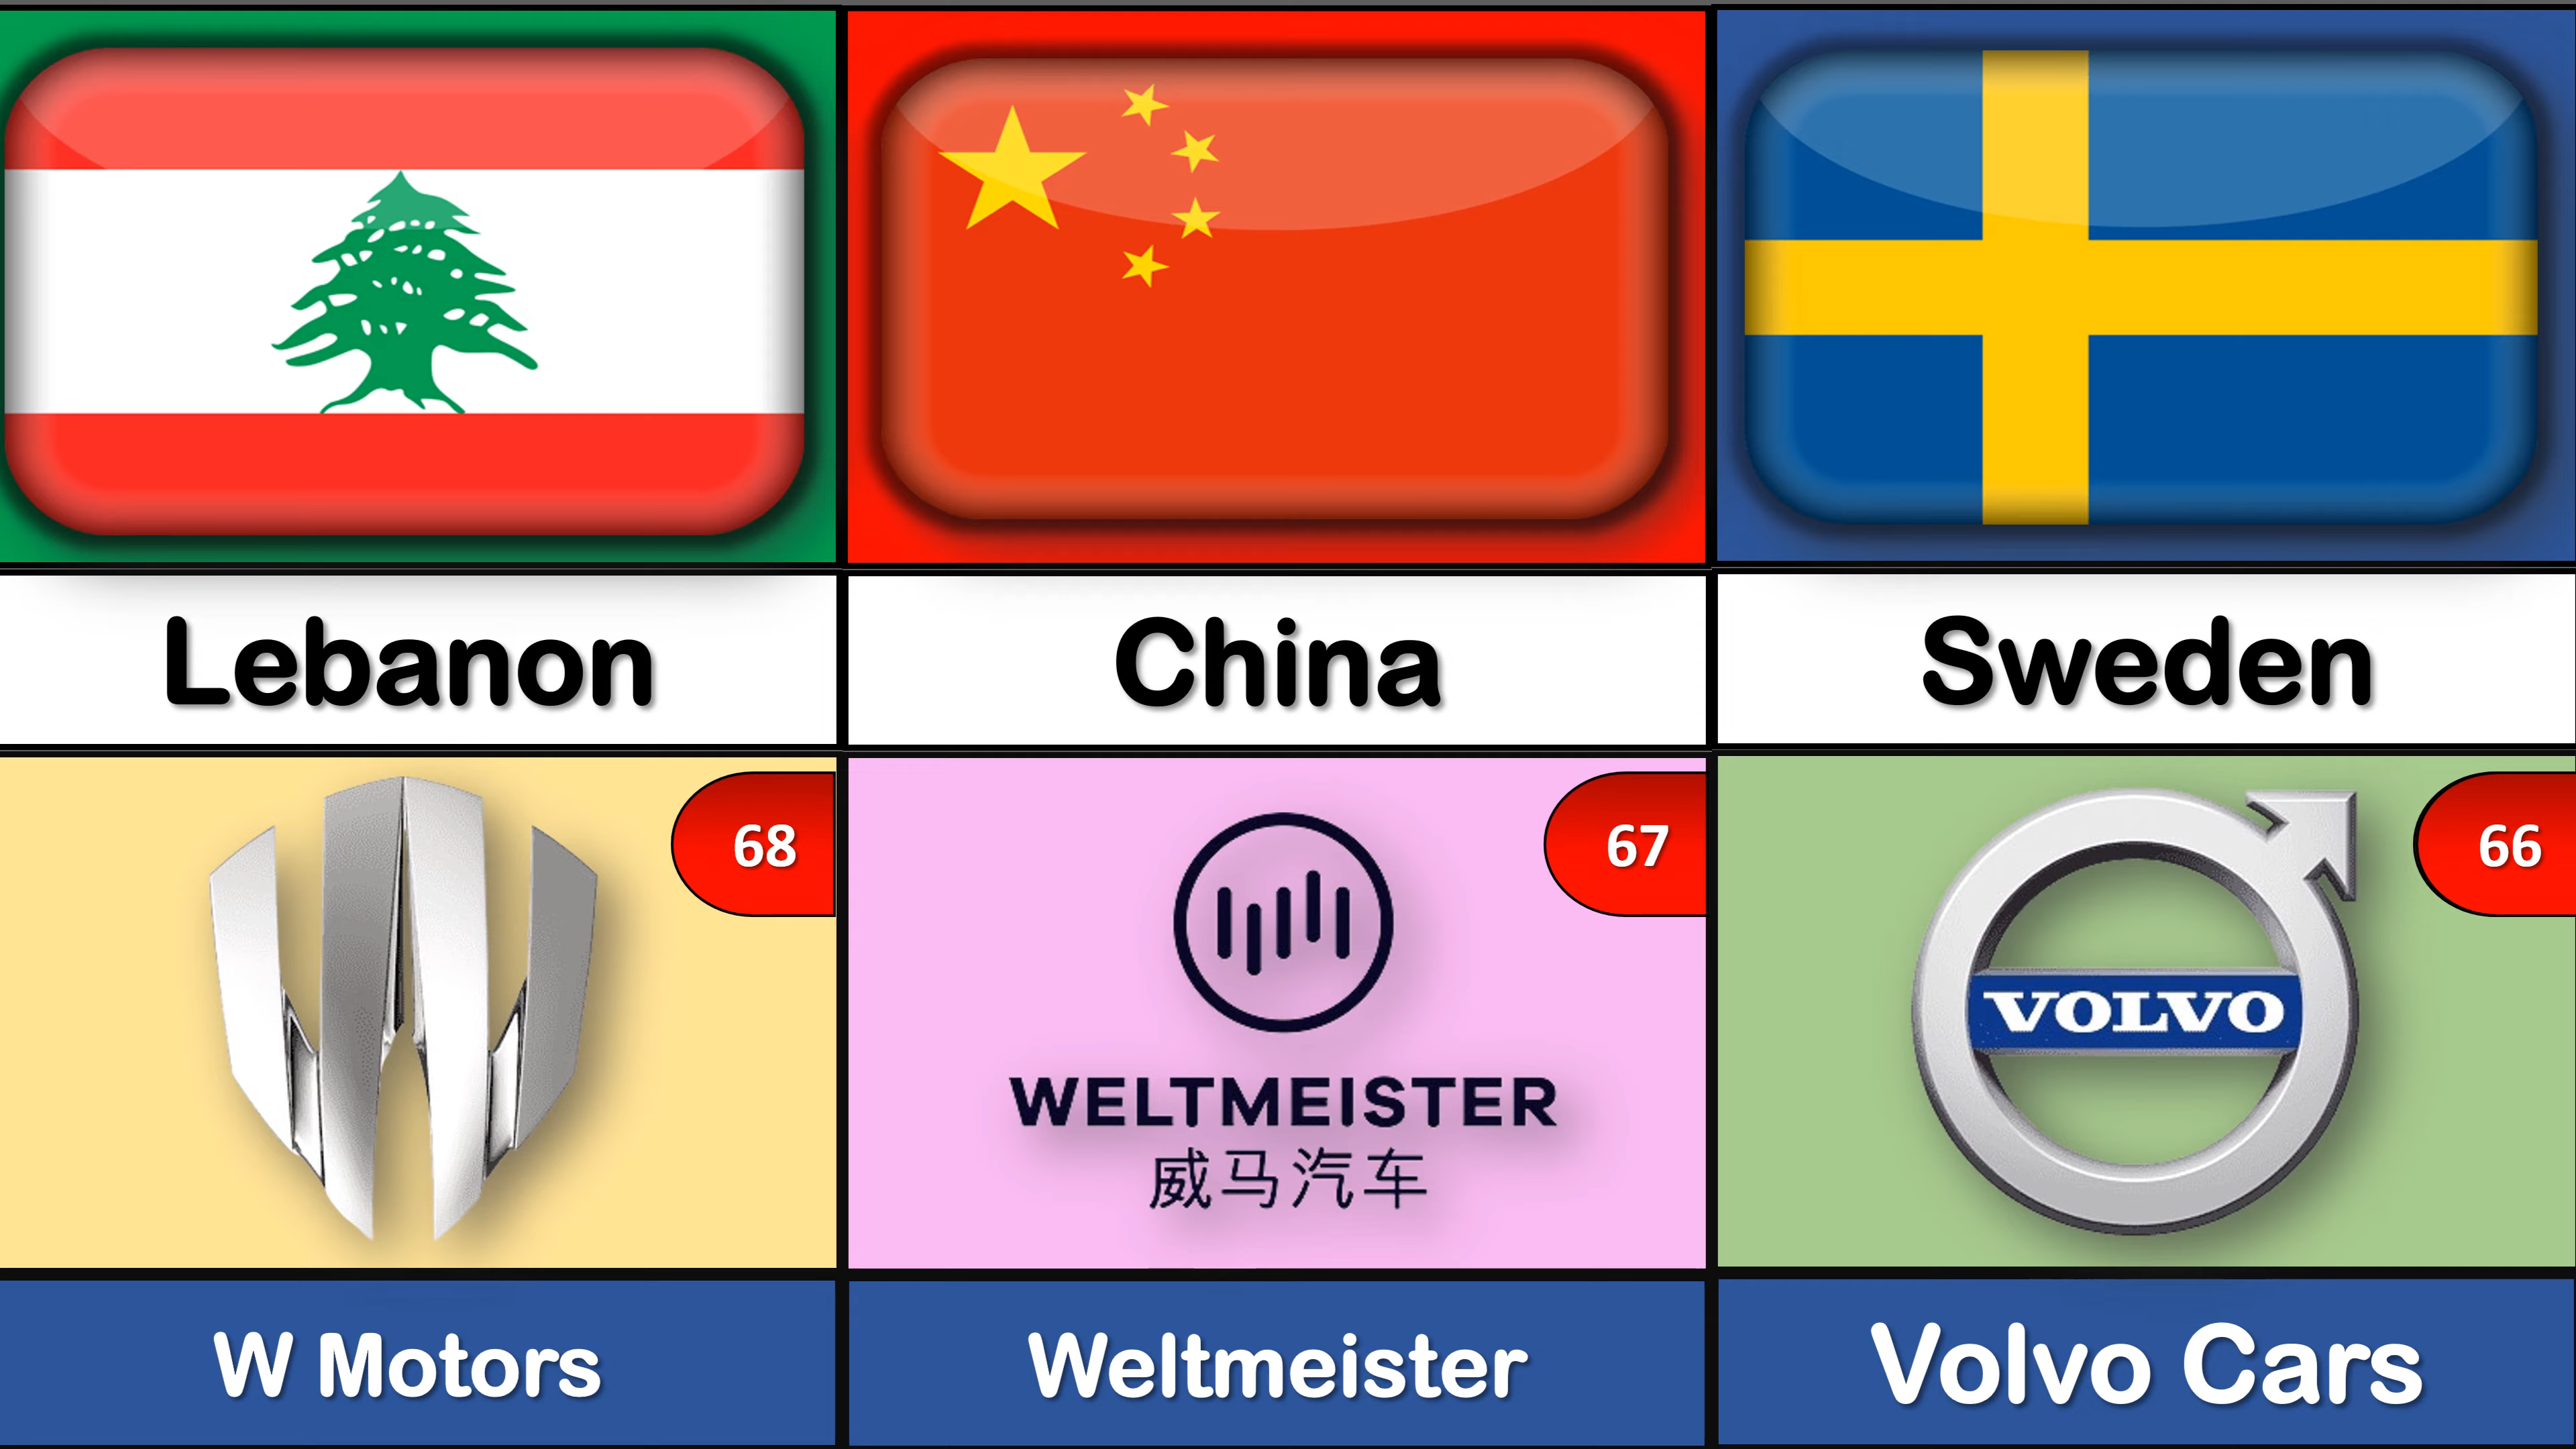 Lebanon
China
Sweden
68
67
66
VOLVO
WELTMEISTER
威马汽车
W Motors
Weltmeister
Volvo Cars